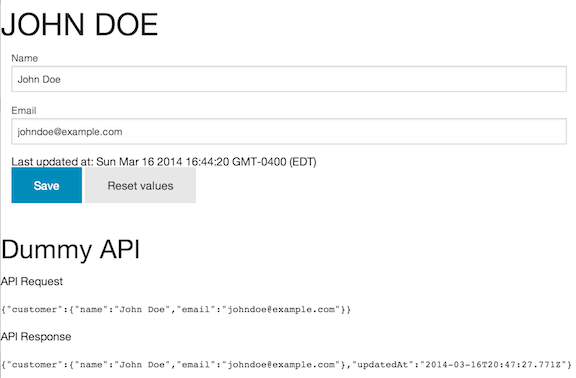 JOHN DOE
Name
John Doe
Email
johndoe@example.com
Last updated at: Sun Mar 16 2014 16:44:20 GMT-0400 (EDT)
Save Reset values
Dummy API
API Request
{"customer":{"name":"John Doe","email":"johndoe@example.com"}}
API Response
{"customer":{"name":"John Doe","email":"johndoe@example.com"},"updatedAt":"2014-03-16T20:47:27.771Z"}